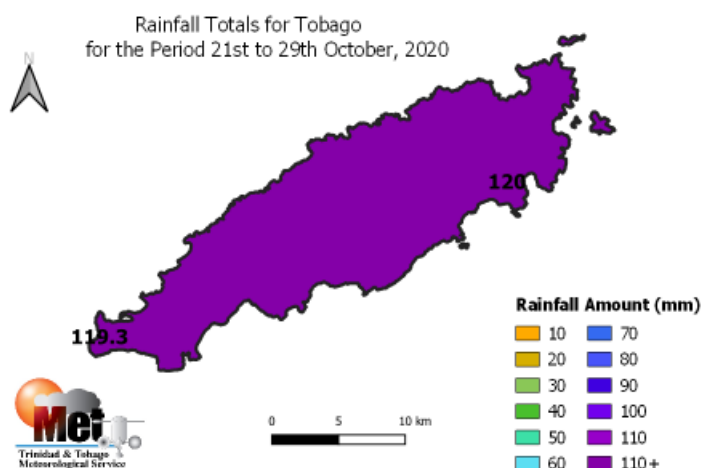 Rainfall Totals for Tobago
for the Period 21st to 29th October, 2020
N
120
119.3
Rainfall Amount (mm)
10 70
20 80
30 90
40 100
50 110
60 110+
0 5 10 km
Met
Trinidad & Tobago
Meteorological Service